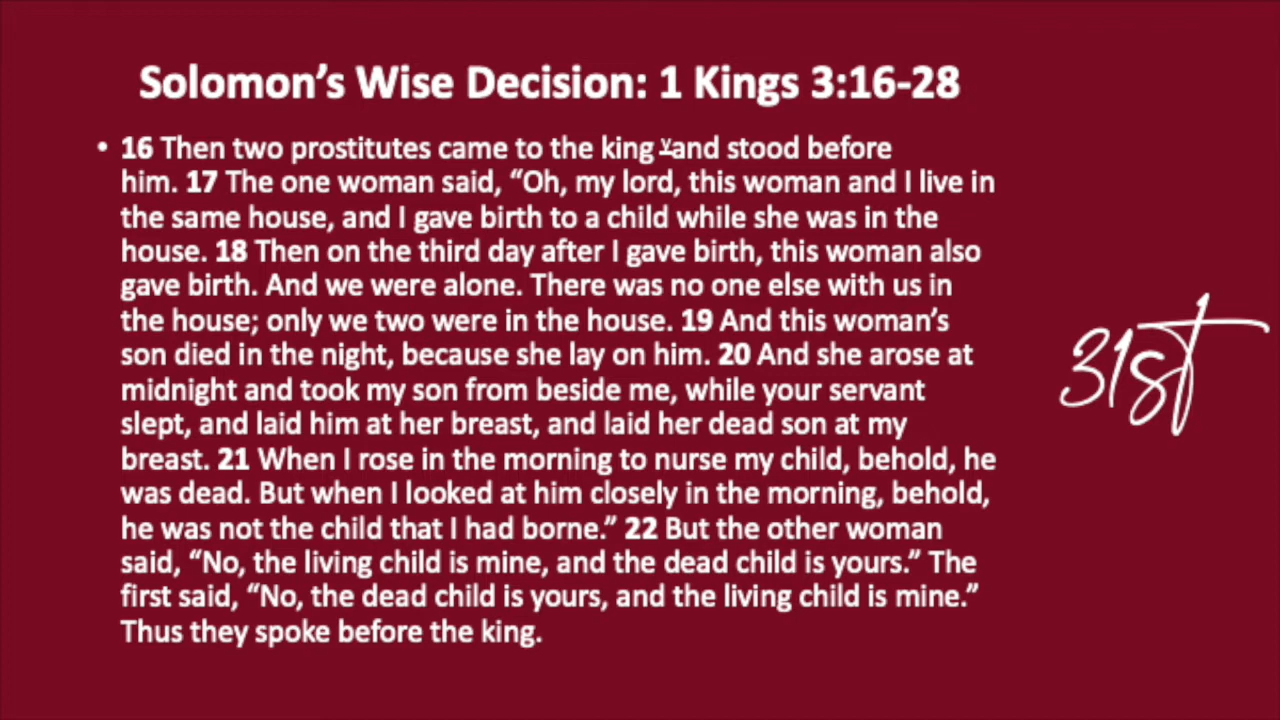 Solomon’s Wise Decision: 1 Kings 3:16-28
• 16 Then two prostitutes came to the king vand stood before
him. 17 The one woman said, “Oh, my lord, this woman and I live in
the same house, and I gave birth to a child while she was in the
house. 18 Then on the third day after I gave birth, this woman also
gave birth. And we were alone. There was no one else with us in
the house; only we two were in the house. 19 And this woman’s
son died in the night, because she lay on him. 20 And she arose at
midnight and took my son from beside me, while your servant
slept, and laid him at her breast, and laid her dead son at my
breast. 21 When I rose in the morning to nurse my child, behold, he
was dead. But when I looked at him closely in the morning, behold,
he was not the child that I had borne.” 22 But the other woman
said, “No, the living child is mine, and the dead child is yours.” The
first said, “No, the dead child is yours, and the living child is mine.”
Thus they spoke before the king.
31st